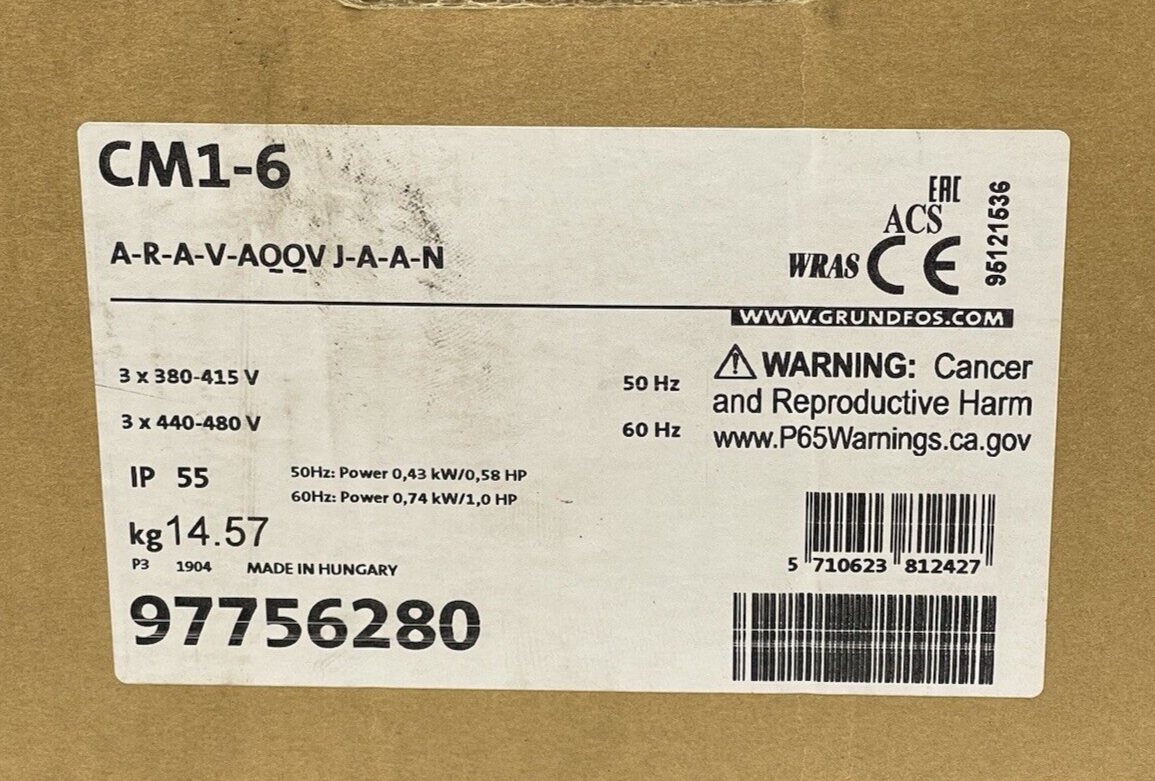 CM1-6
A-R-A-V-AQQV J-A-A-N
EAC
ACS
WRAS CE
95121536
WWW.GRUNDFOS.COM
3 x 380-415 V 50 Hz
3 x 440-480 V 60 Hz
WARNING: Cancer
and Reproductive Harm
www.P65Warnings.ca.gov
IP 55
50Hz: Power 0,43 kW/0,58 HP
60Hz: Power 0,74 kW/1,0 HP
kg 14.57
P3 1904 MADE IN HUNGARY
97756280
5 710623 812427